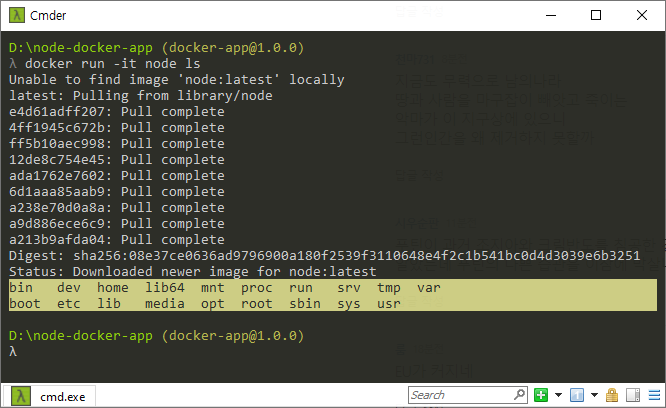 Cmder
D:\node-docker-app (docker-app@1.0.0)
λ docker run -it node ls
Unable to find image 'node:latest' locally
latest: Pulling from library/node
e4d61adff207: Pull complete
4ff1945c672b: Pull complete
ff5b10aec998: Pull complete
12de8c754e45: Pull complete
ada1762e7602: Pull complete
6d1aaa85aab9: Pull complete
a238e70d0a8a: Pull complete
a9d886ece6c9: Pull complete
a213b9afda04: Pull complete
Digest: sha256:08e37ce0636ad9796900a180f2539f3110648e4f2c1b541bc0d4d3039e6b3251
Status: Downloaded newer image for node:latest
bin dev home lib64 mnt proc run srv tmp var
boot etc lib media opt root sbin sys usr
D:\node-docker-app (docker-app@1.0.0)
λ
λ cmd.exe
Search